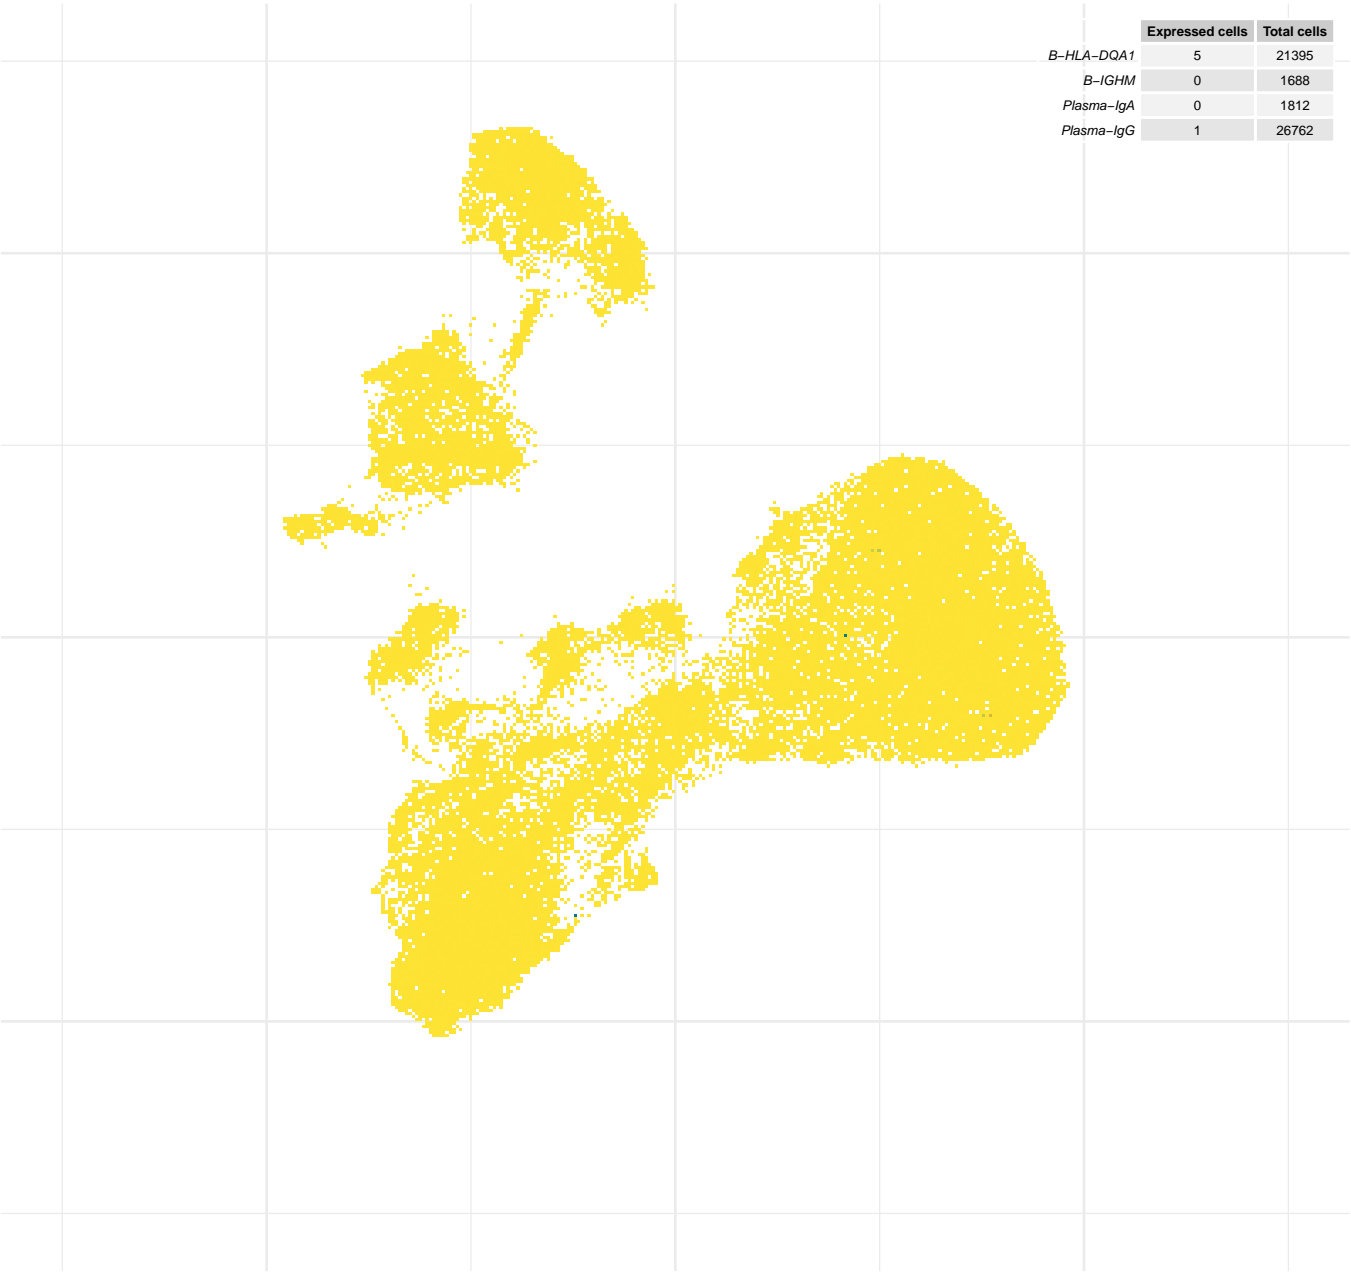 Expressed cells Total cells
B−HLA−DQA1 5 21395
B−IGHM 0 1688
Plasma−IgA 0 1812
Plasma−IgG 1 26762